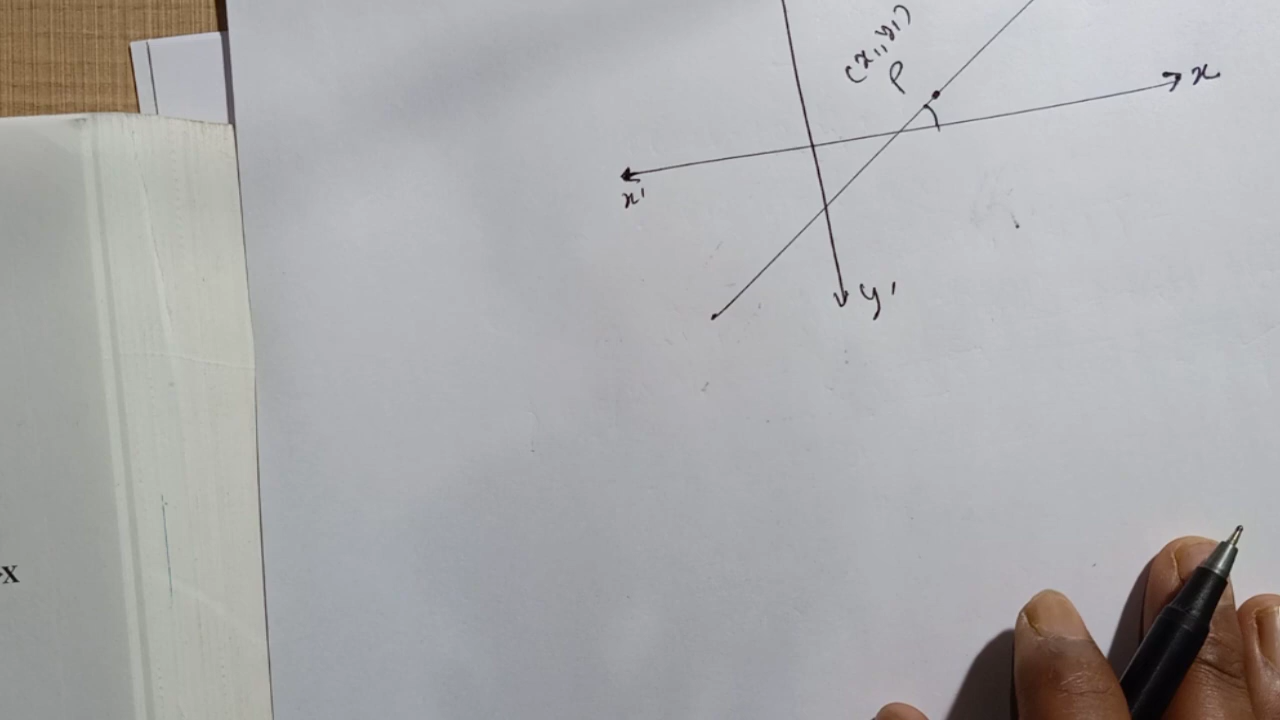 (x₁, y₁)
P
x
x'
y'
X